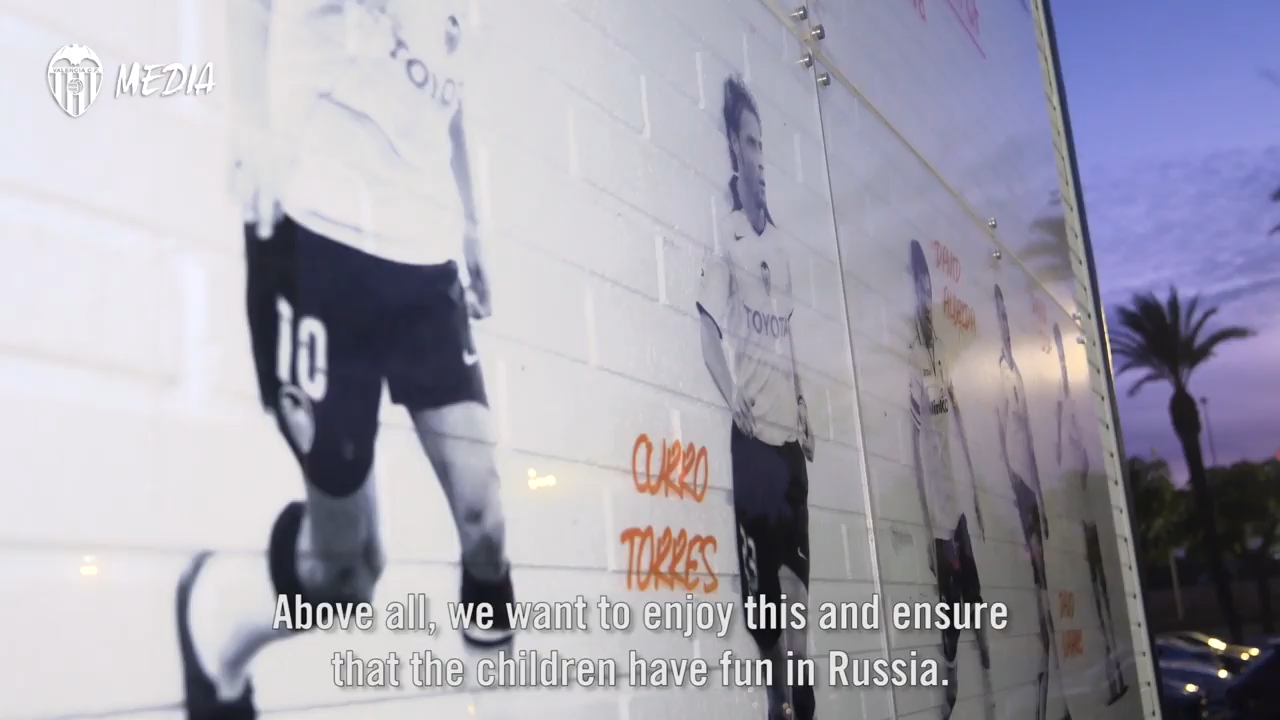 VALENCIA C.F.
MEDIA
TOYOTA
10
TOYOTA
CURRO
TORRES
DAVID
ALBELDA
Above all, we want to enjoy this and ensure
that the children have fun in Russia.